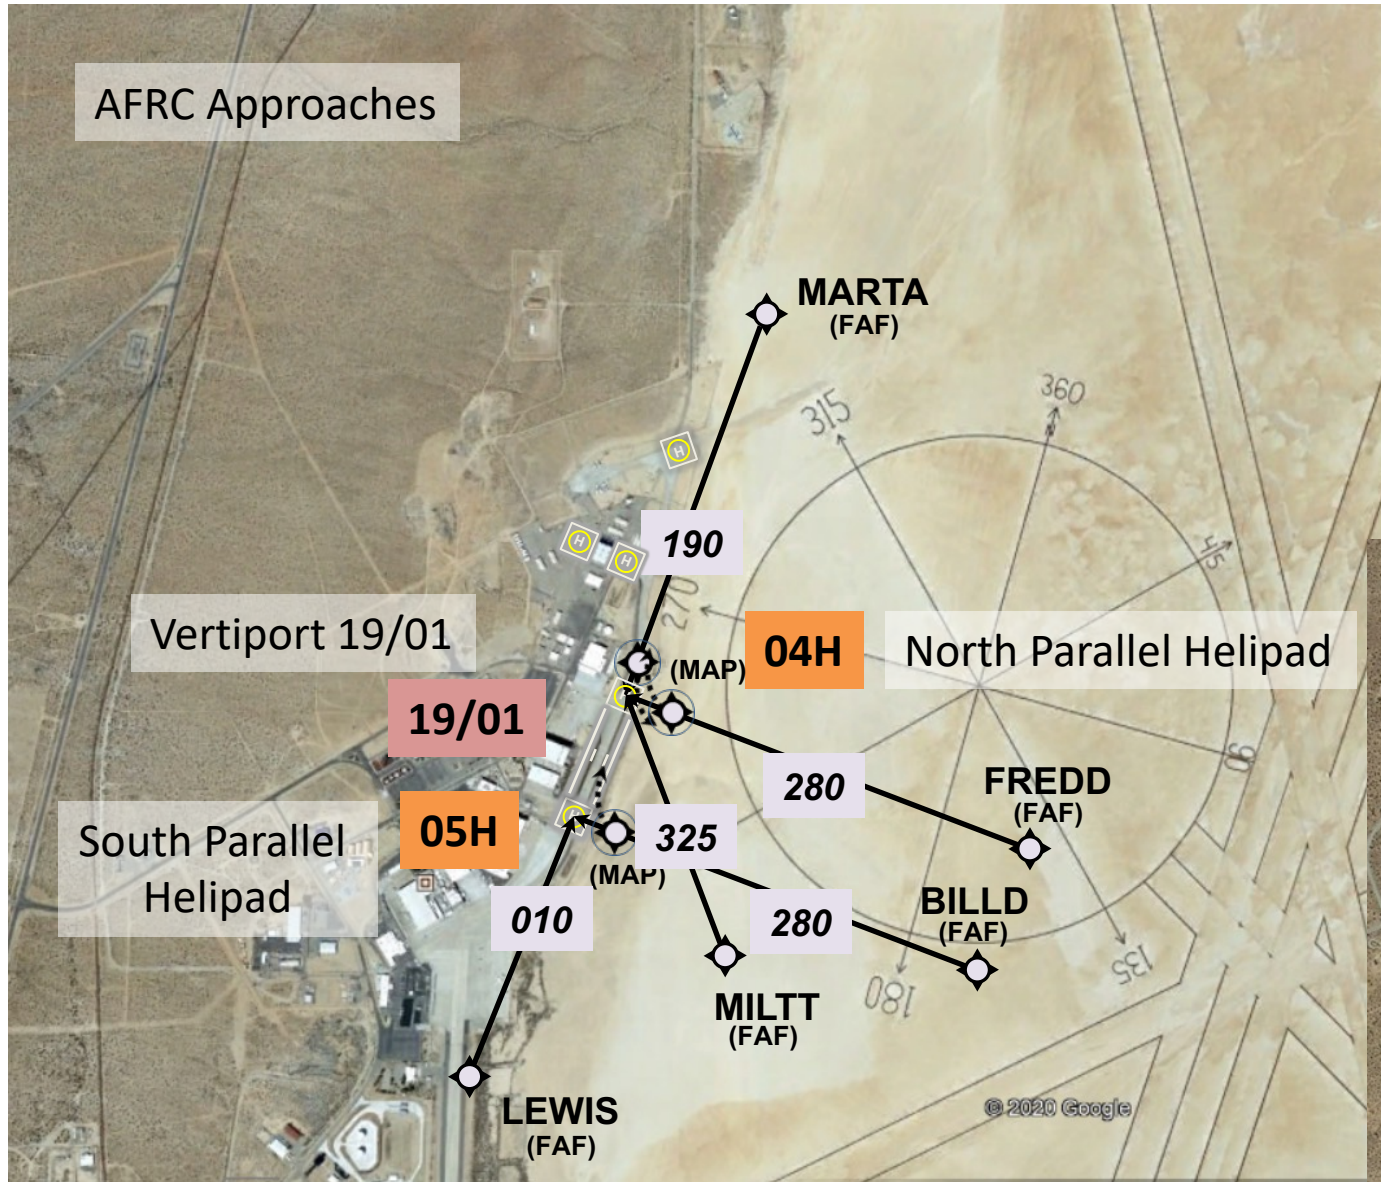 AFRC Approaches
MARTA
(FAF)
360
315
45
190
270
Vertiport 19/01
04H
North Parallel Helipad
(MAP)
19/01
90
FREDD
(FAF)
280
05H
South Parallel
Helipad
325
(MAP)
BILLD
(FAF)
010
280
135
180
MILTT
(FAF)
LEWIS
(FAF)
© 2020 Google
H
H
H
H